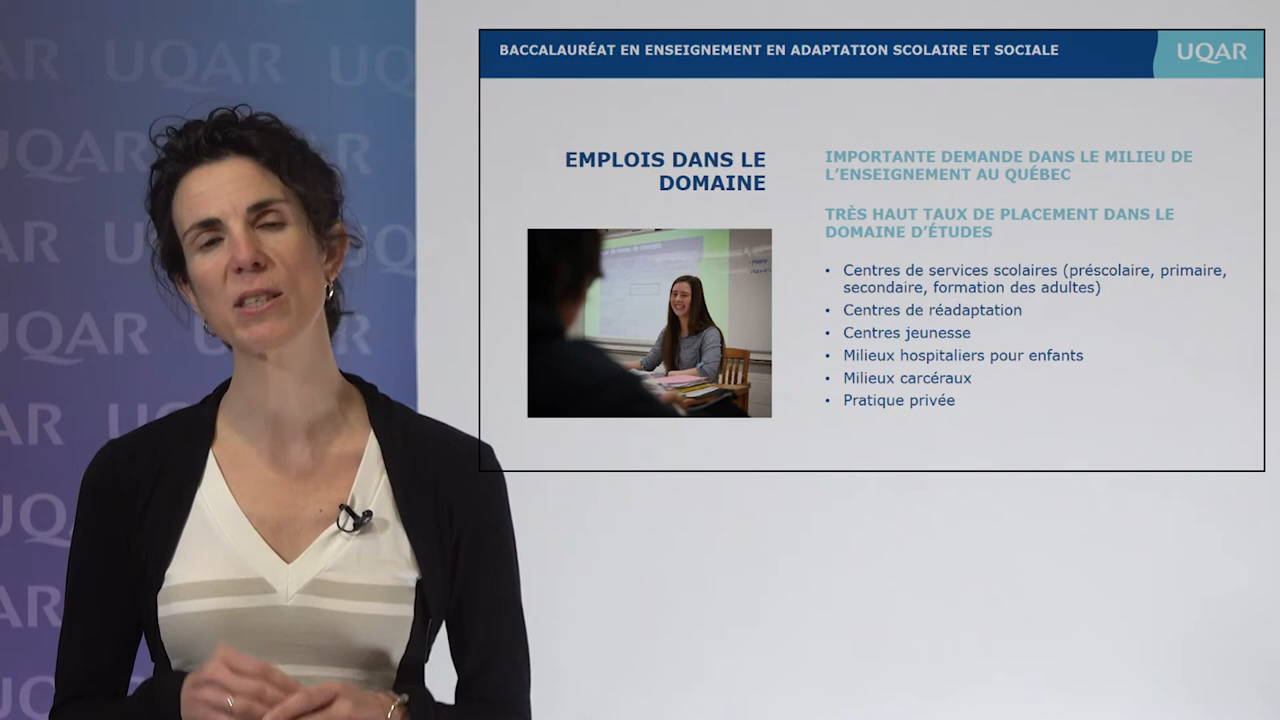 BACCALAURÉAT EN ENSEIGNEMENT EN ADAPTATION SCOLAIRE ET SOCIALE
UQAR
EMPLOIS DANS LE
DOMAINE
IMPORTANTE DEMANDE DANS LE MILIEU DE
L’ENSEIGNEMENT AU QUÉBEC
TRÈS HAUT TAUX DE PLACEMENT DANS LE
DOMAINE D’ÉTUDES
• Centres de services scolaires (préscolaire, primaire,
secondaire, formation des adultes)
• Centres de réadaptation
• Centres jeunesse
• Milieux hospitaliers pour enfants
• Milieux carcéraux
• Pratique privée
UQAR